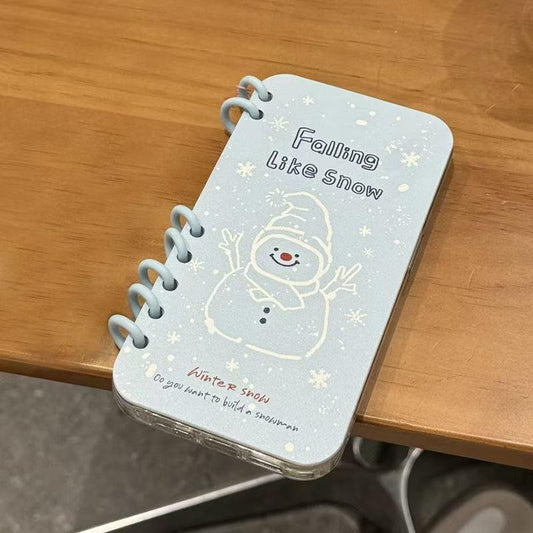 Falling
Like Snow
Winter snow
Do you want to build a snowman